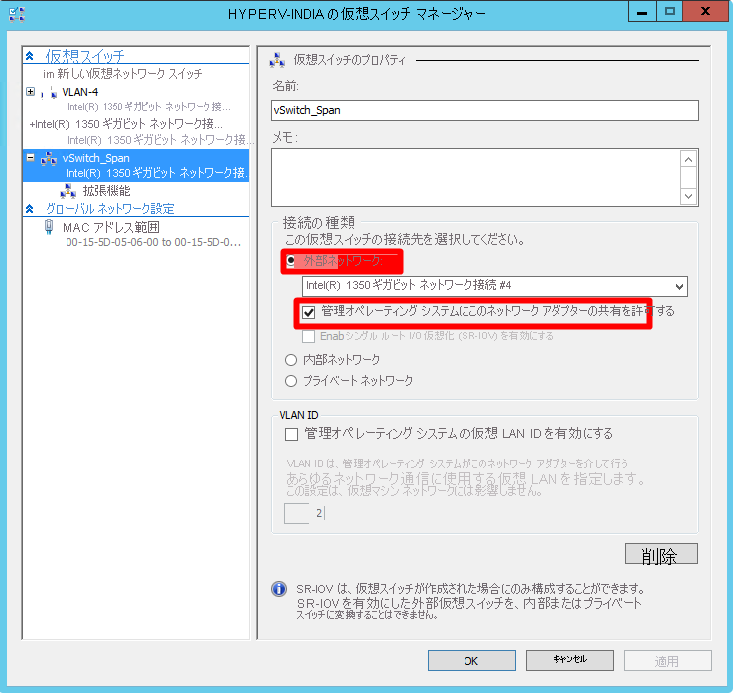 HYPERV-INDIA の仮想スイッチ マネージャー
仮想スイッチ
im 新しい仮想ネットワーク スイッチ
VLAN-4
Intel(R) 1350 ギガビット ネットワーク 接...
+Intel(R) 1350 ギガビット ネットワーク接...
Intel(R) 1350 ギガビット ネットワーク接...
vSwitch_Span
Intel(R) 1350 ギガビット ネットワーク接.
拡張機能
グローバル ネットワーク設定
MAC アドレス範囲
00-15-5D-05-06-00 to 00-15-5D-0...
仮想スイッチのプロパティ
名前:
vSwitch_Span
メモ:
接続の種類
この仮想スイッチの接続先を選択してください。
外部ネットワーク:
Intel(R) 1350 ギガビット ネットワーク接続 #4
管理オペレーティング システムにこのネットワーク アダプターの共有を許可する
Enabシングル ルート I/O 仮想化 (SR-IOV) を有効にする
内部ネットワーク
プライベート ネットワーク
VLAN ID
管理オペレーティング システムの仮想 LAN ID を有効にする
VLAN ID は、管理オペレーティング システムがこのネットワーク アダプターを介して行う
あらゆるネットワーク通信に使用する仮想 LAN を指定します。
この設定は、仮想マシン ネットワークには影響しません。
2
削除
SR-IOV は、仮想スイッチが作成された場合にのみ構成することができます。
SR-IOV を有効にした外部仮想スイッチを、内部またはプライベート
スイッチに変換することはできません。
OK
キャンセル
適用